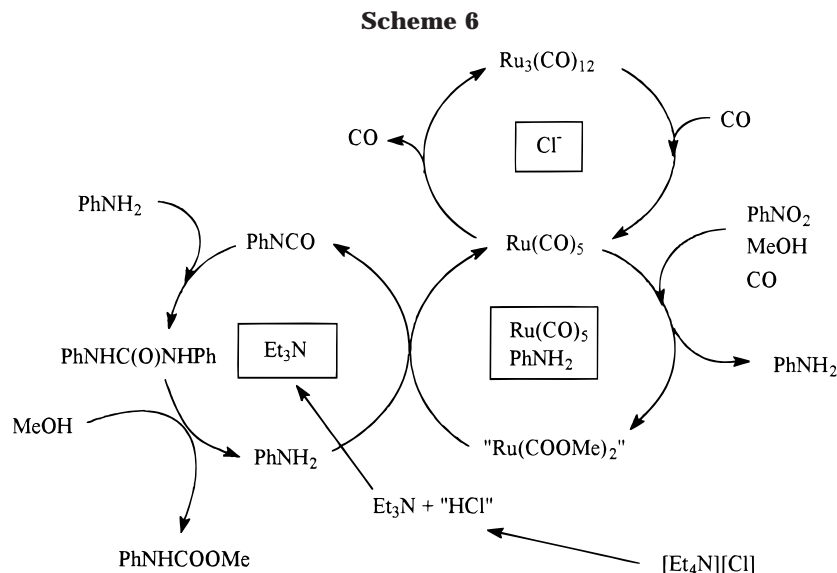 Scheme 6
Ru₃(CO)₁₂
CO
CO
Cl⁻
PhNH₂
PhNCO
Ru(CO)₅
PhNO₂
MeOH
CO
PhNHC(O)NHPh
Et₃N
Ru(CO)₅
PhNH₂
PhNH₂
MeOH
PhNH₂
"Ru(COOMe)₂"
Et₃N + "HCl"
PhNHCOOMe
[Et₄N][Cl]